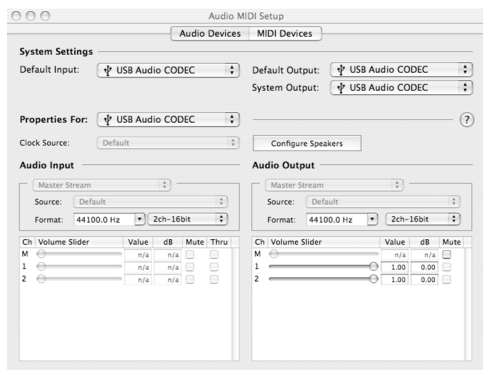 Audio MIDI Setup
Audio Devices MIDI Devices
System Settings
Default Input: USB Audio CODEC Default Output: USB Audio CODEC
System Output: USB Audio CODEC
Properties For: USB Audio CODEC ?
Clock Source: Default Configure Speakers
Audio Input Audio Output
Master Stream Master Stream
Source: Default Source: Default
Format: 44100.0 Hz 2ch-16bit Format: 44100.0 Hz 2ch-16bit
Ch Volume Slider Value dB Mute Thru Ch Volume Slider Value dB Mute
M n/a n/a M n/a n/a
1 n/a n/a 1 1.00 0.00
2 n/a n/a 2 1.00 0.00